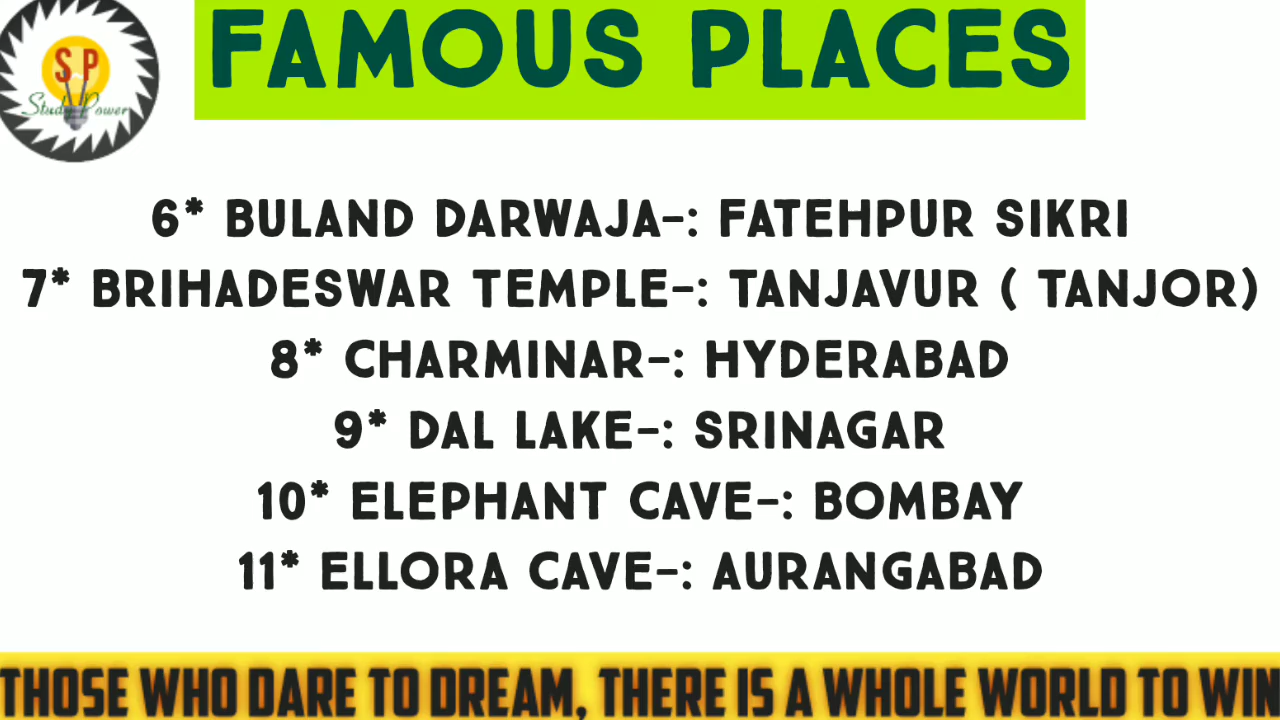 FAMOUS PLACES
S P
Study Power
6* BULAND DARWAJA-: FATEHPUR SIKRI
7* BRIHADESWAR TEMPLE-: TANJAVUR ( TANJOR)
8* CHARMINAR-: HYDERABAD
9* DAL LAKE-: SRINAGAR
10* ELEPHANT CAVE-: BOMBAY
11* ELLORA CAVE-: AURANGABAD
THOSE WHO DARE TO DREAM, THERE IS A WHOLE WORLD TO WIN